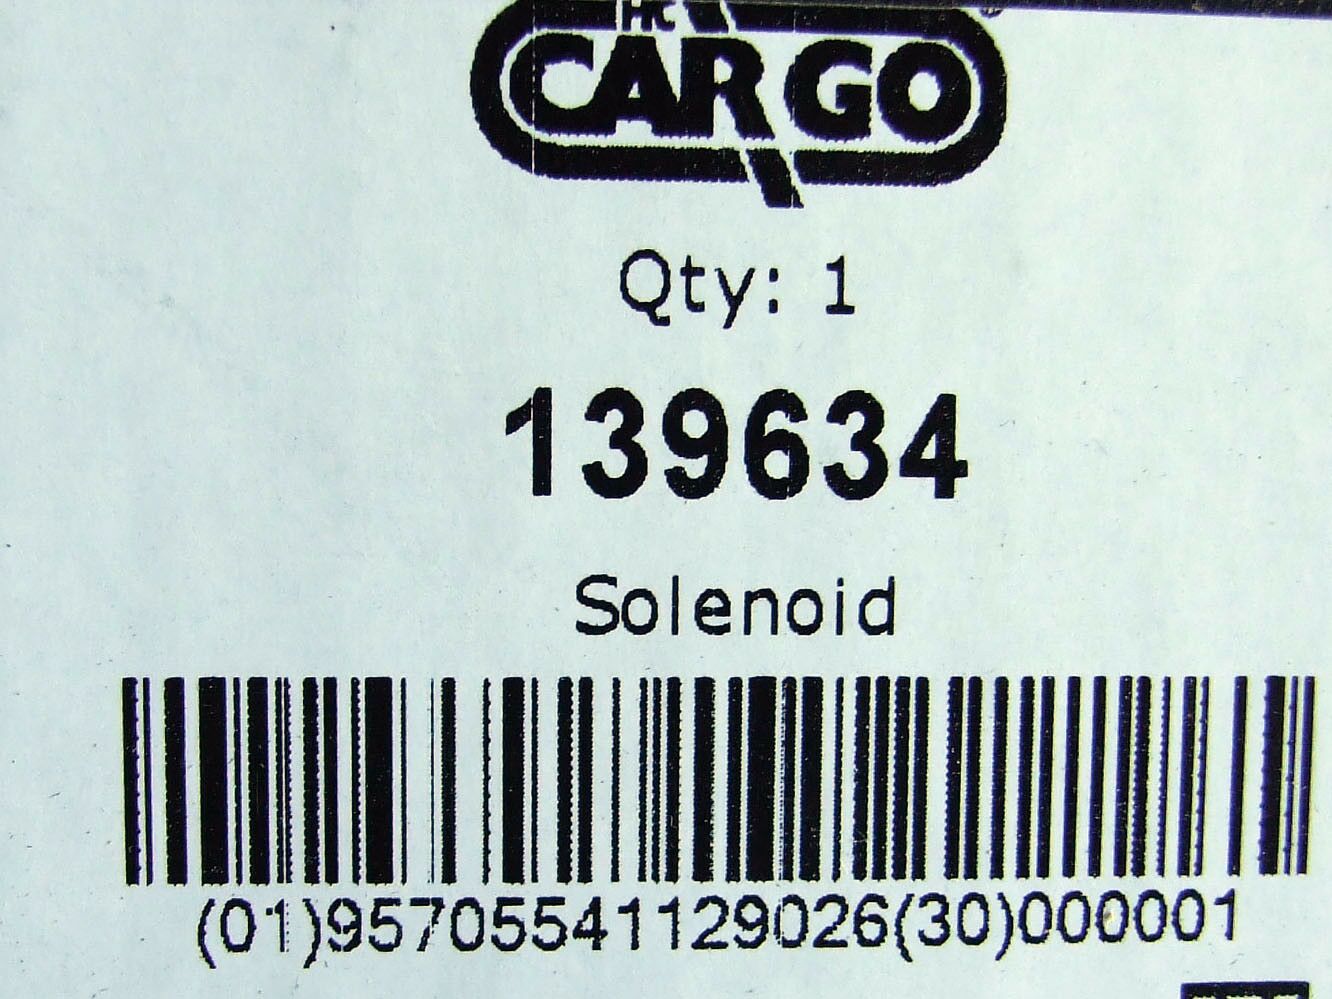 HC
CARGO
Qty: 1
139634
Solenoid
(01)95705541129026(30)000001